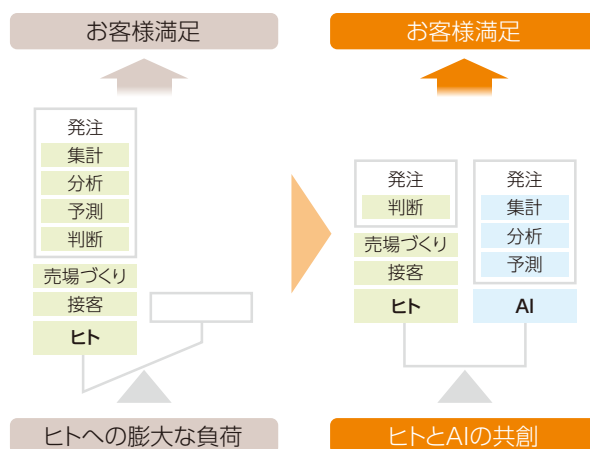 お客様満足
発注
集計
分析
予測
判断
売場づくり
接客
ヒト
ヒトへの膨大な負荷
お客様満足
発注
判断
売場づくり
接客
ヒト
発注
集計
分析
予測
AI
ヒトとAIの共創